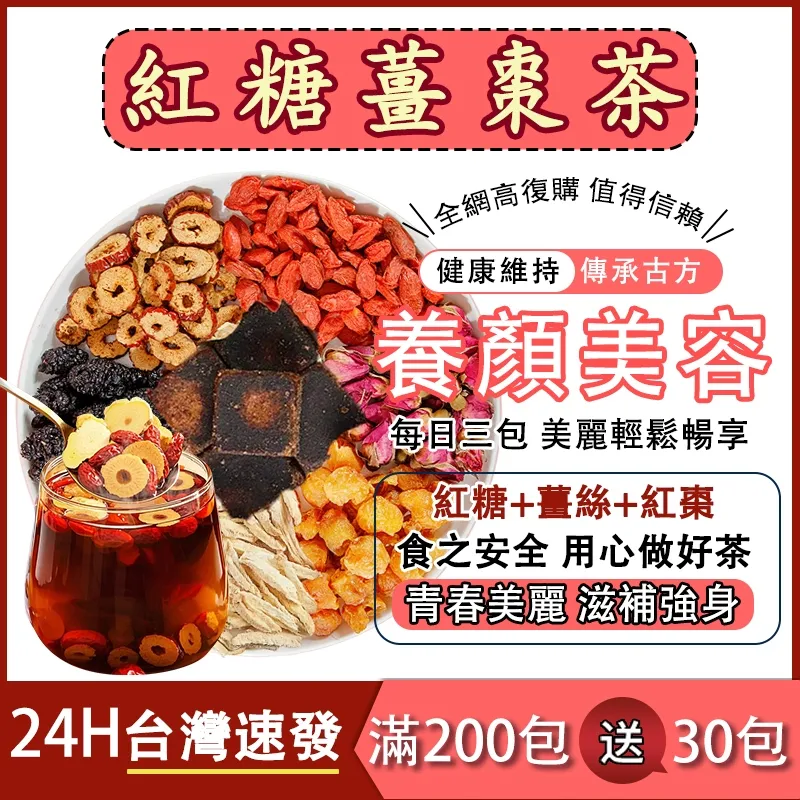 紅糖薑棗茶
全網高復購 值得信賴
健康維持 傳承古方
養顏美容
每日三包 美麗輕鬆暢享
紅糖+薑絲+紅棗
食之安全 用心做好茶
青春美麗 滋補強身
24H台灣速發 滿200包 送 30包